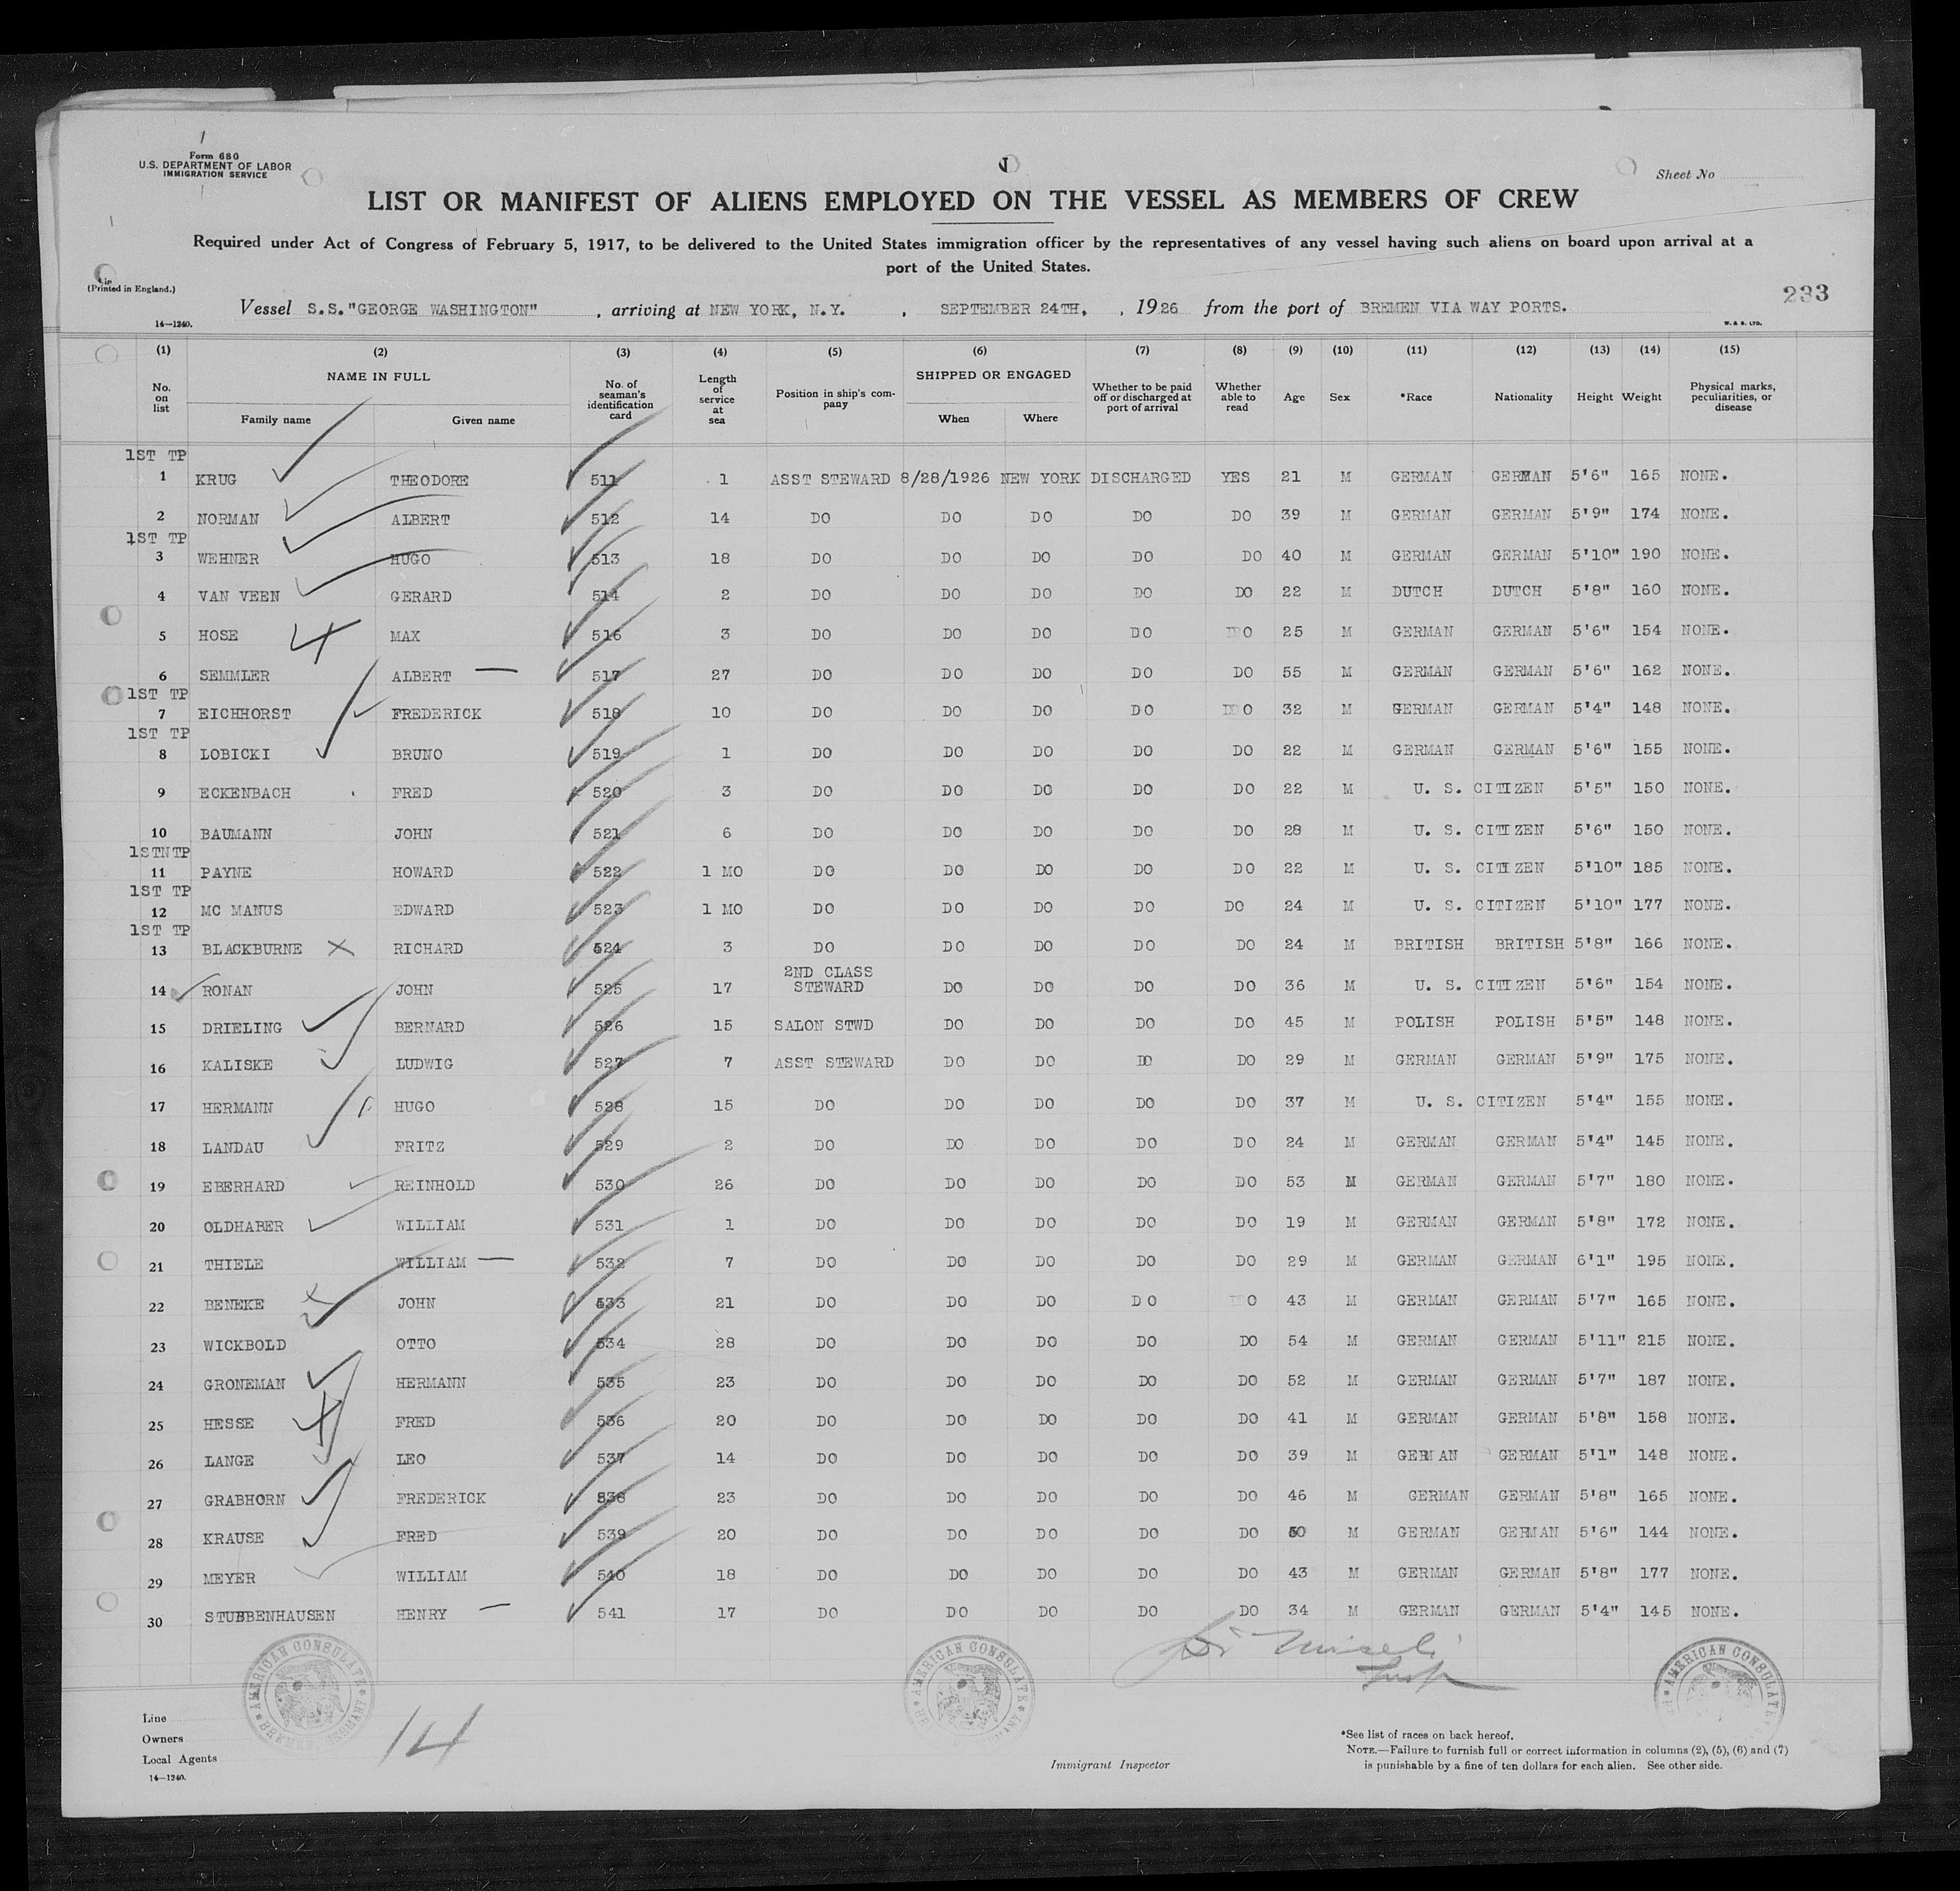 Form 680
U.S. DEPARTMENT OF LABOR
IMMIGRATION SERVICE
Sheet No
LIST OR MANIFEST OF ALIENS EMPLOYED ON THE VESSEL AS MEMBERS OF CREW
Required under Act of Congress of February 5, 1917, to be delivered to the United States immigration officer by the representatives of any vessel having such aliens on board upon arrival at a
port of the United States.
(Printed in England.)
233
Vessel S.S."GEORGE WASHINGTON" , arriving at NEW YORK, N.Y. , SEPTEMBER 24TH, , 1926 from the port of BREMEN VIA WAY PORTS.
14—1240.
W. & S. LTD.
(1) (2) (3) (4) (5) (6) (7) (8) (9) (10) (11) (12) (13) (14) (15)
No. on list NAME IN FULL Family name Given name No. of seaman's identification card Length of service at sea Position in ship's company SHIPPED OR ENGAGED When Where Whether to be paid off or discharged at port of arrival Whether able to read Age Sex *Race Nationality Height Weight Physical marks, peculiarities, or disease
1ST TP
1 KRUG THEODORE 511 1 ASST STEWARD 8/28/1926 NEW YORK DISCHARGED YES 21 M GERMAN GERMAN 5'6" 165 NONE.
2 NORMAN ALBERT 512 14 DO DO DO DO DO 39 M GERMAN GERMAN 5'9" 174 NONE.
1ST TP
3 WEHNER HUGO 513 18 DO DO DO DO DO 40 M GERMAN GERMAN 5'10" 190 NONE.
4 VAN VEEN GERARD 514 2 DO DO DO DO DO 22 M DUTCH DUTCH 5'8" 160 NONE.
5 HOSE MAX 516 3 DO DO DO DO DO 25 M GERMAN GERMAN 5'6" 154 NONE.
6 SEMMLER ALBERT 517 27 DO DO DO DO DO 55 M GERMAN GERMAN 5'6" 162 NONE.
1ST TP
7 EICHHORST FREDERICK 518 10 DO DO DO DO DO 32 M GERMAN GERMAN 5'4" 148 NONE.
1ST TP
8 LOBICKI BRUNO 519 1 DO DO DO DO DO 22 M GERMAN GERMAN 5'6" 155 NONE.
9 ECKENBACH FRED 520 3 DO DO DO DO DO 22 M U. S. CITIZEN 5'5" 150 NONE.
10 BAUMANN JOHN 521 6 DO DO DO DO DO 28 M U. S. CITIZEN 5'6" 150 NONE.
1STNTP
11 PAYNE HOWARD 522 1 MO DO DO DO DO DO 22 M U. S. CITIZEN 5'10" 185 NONE.
1ST TP
12 MC MANUS EDWARD 523 1 MO DO DO DO DO DO 24 M U. S. CITIZEN 5'10" 177 NONE.
1ST TP
13 BLACKBURNE RICHARD 524 3 DO DO DO DO DO 24 M BRITISH BRITISH 5'8" 166 NONE.
14 RONAN JOHN 525 17 2ND CLASS STEWARD DO DO DO DO 36 M U. S. CITIZEN 5'6" 154 NONE.
15 DRIELING BERNARD 526 15 SALON STWD DO DO DO DO 45 M POLISH POLISH 5'5" 148 NONE.
16 KALISKE LUDWIG 527 7 ASST STEWARD DO DO DO DO 29 M GERMAN GERMAN 5'9" 175 NONE.
17 HERMANN HUGO 528 15 DO DO DO DO DO 37 M U. S. CITIZEN 5'4" 155 NONE.
18 LANDAU FRITZ 529 2 DO DO DO DO DO 24 M GERMAN GERMAN 5'4" 145 NONE.
19 EBERHARD REINHOLD 530 26 DO DO DO DO DO 53 M GERMAN GERMAN 5'7" 180 NONE.
20 OLDHABER WILLIAM 531 1 DO DO DO DO DO 19 M GERMAN GERMAN 5'8" 172 NONE.
21 THIELE WILLIAM 532 7 DO DO DO DO DO 29 M GERMAN GERMAN 6'1" 195 NONE.
22 BENEKE JOHN 533 21 DO DO DO DO DO 43 M GERMAN GERMAN 5'7" 165 NONE.
23 WICKBOLD OTTO 534 28 DO DO DO DO DO 54 M GERMAN GERMAN 5'11" 215 NONE.
24 GRONEMAN HERMANN 535 23 DO DO DO DO DO 52 M GERMAN GERMAN 5'7" 187 NONE.
25 HESSE FRED 536 20 DO DO DO DO DO 41 M GERMAN GERMAN 5'8" 158 NONE.
26 LANGE LEO 537 14 DO DO DO DO DO 39 M GERMAN GERMAN 5'1" 148 NONE.
27 GRABHORN FREDERICK 538 23 DO DO DO DO DO 46 M GERMAN GERMAN 5'8" 165 NONE.
28 KRAUSE FRED 539 20 DO DO DO DO DO 50 M GERMAN GERMAN 5'6" 144 NONE.
29 MEYER WILLIAM 540 18 DO DO DO DO DO 43 M GERMAN GERMAN 5'8" 177 NONE.
30 STUBBENHAUSEN HENRY 541 17 DO DO DO DO DO 34 M GERMAN GERMAN 5'4" 145 NONE.
AMERICAN CONSULATE BREMEN, GERMANY
AMERICAN CONSULATE
AMERICAN CONSULATE
Line
Owners
Local Agents
14—1240.
14
Immigrant Inspector
*See list of races on back hereof.
NOTE.—Failure to furnish full or correct information in columns (2), (5), (6) and (7)
is punishable by a fine of ten dollars for each alien. See other side.